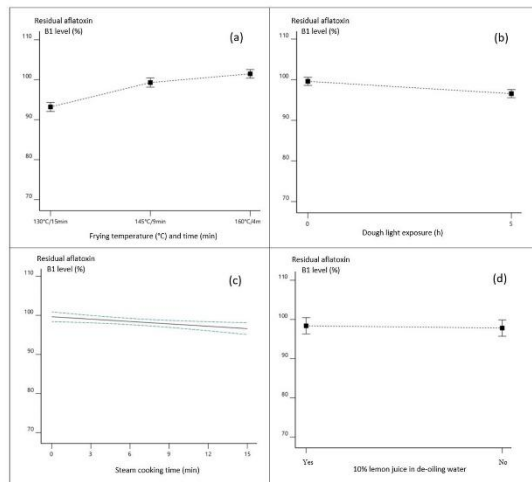 Residual aflatoxin
B1 level (%)
(a)
110
100
90
80
70
130°C/15min
145°C/9min
160°C/4m
Frying temperature (°C) and time (min)
Residual aflatoxin
B1 level (%)
(b)
110
100
90
80
70
0
5
Dough light exposure (h)
Residual aflatoxin
B1 level (%)
(c)
110
100
90
80
70
0
3
6
9
12
15
Steam cooking time (min)
Residual aflatoxin
B1 level (%)
(d)
110
100
90
80
70
Yes
No
10% lemon juice in de-oiling water